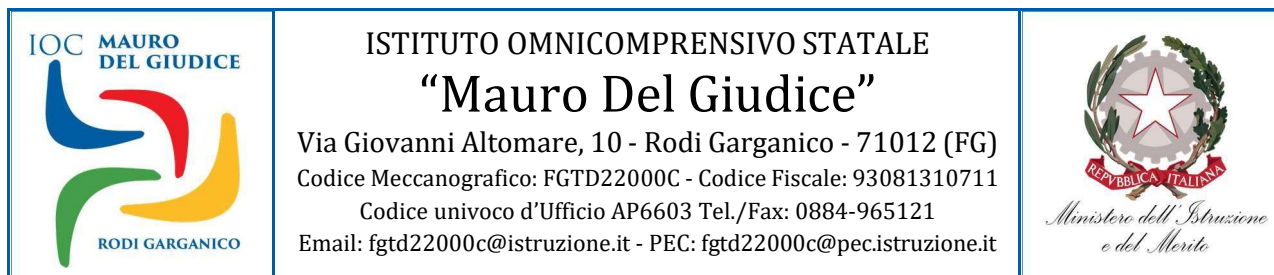 IOC MAURO
DEL GIUDICE
RODI GARGANICO
ISTITUTO OMNICOMPRENSIVO STATALE
“Mauro Del Giudice”
Via Giovanni Altomare, 10 - Rodi Garganico - 71012 (FG)
Codice Meccanografico: FGTD22000C - Codice Fiscale: 93081310711
Codice univoco d’Ufficio AP6603 Tel./Fax: 0884-965121
Email: fgtd22000c@istruzione.it - PEC: fgtd22000c@pec.istruzione.it
REPVBBLICA ITALIANA
Ministero dell’Istruzione
e del Merito